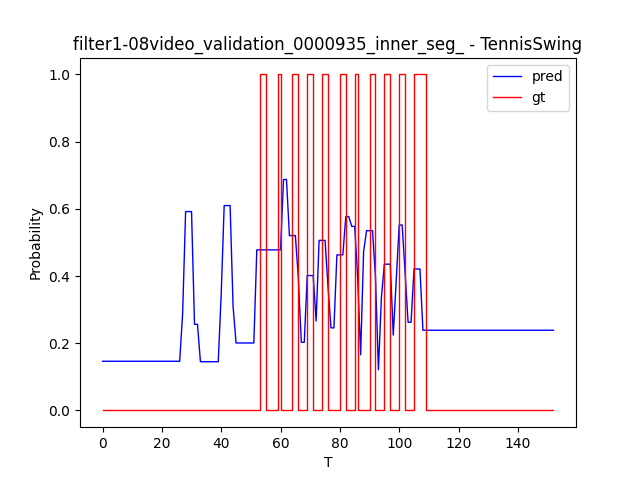 filter1-08video_validation_0000935_inner_seg_ - TennisSwing
pred
gt
1.0
0.8
0.6
0.4
0.2
0.0
Probability
0 20 40 60 80 100 120 140
T